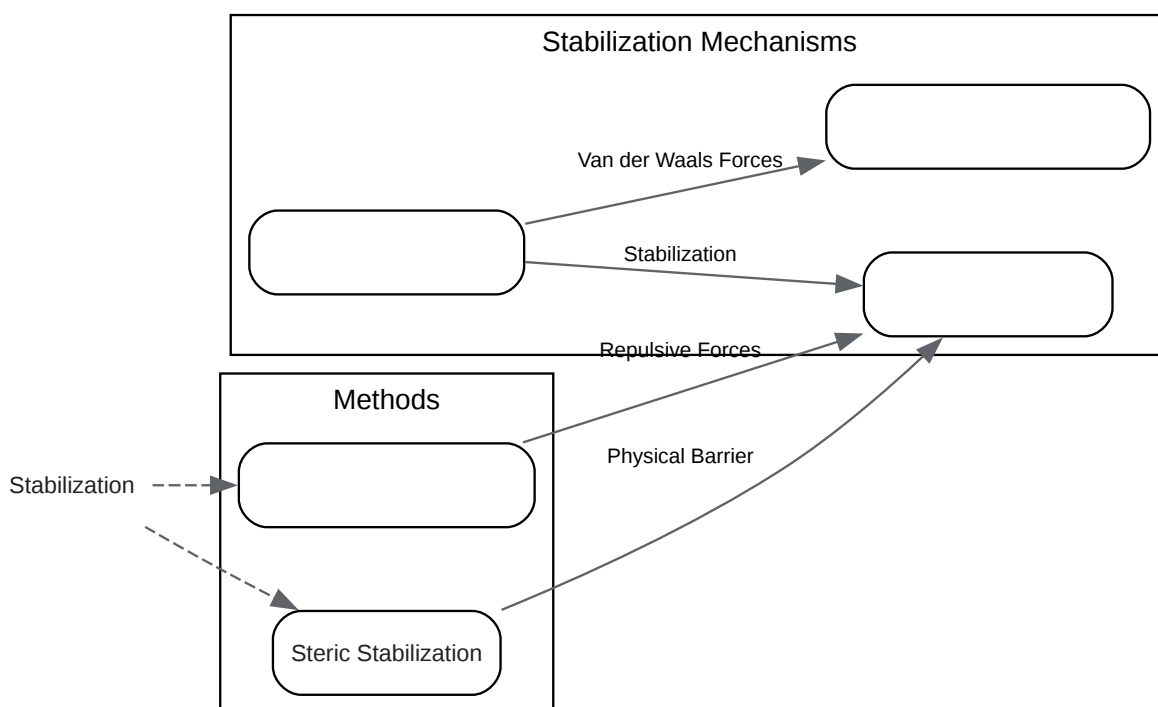 Stabilization Mechanisms
Van der Waals Forces
Stabilization
Repulsive Forces
Methods
Physical Barrier
Stabilization
Steric Stabilization